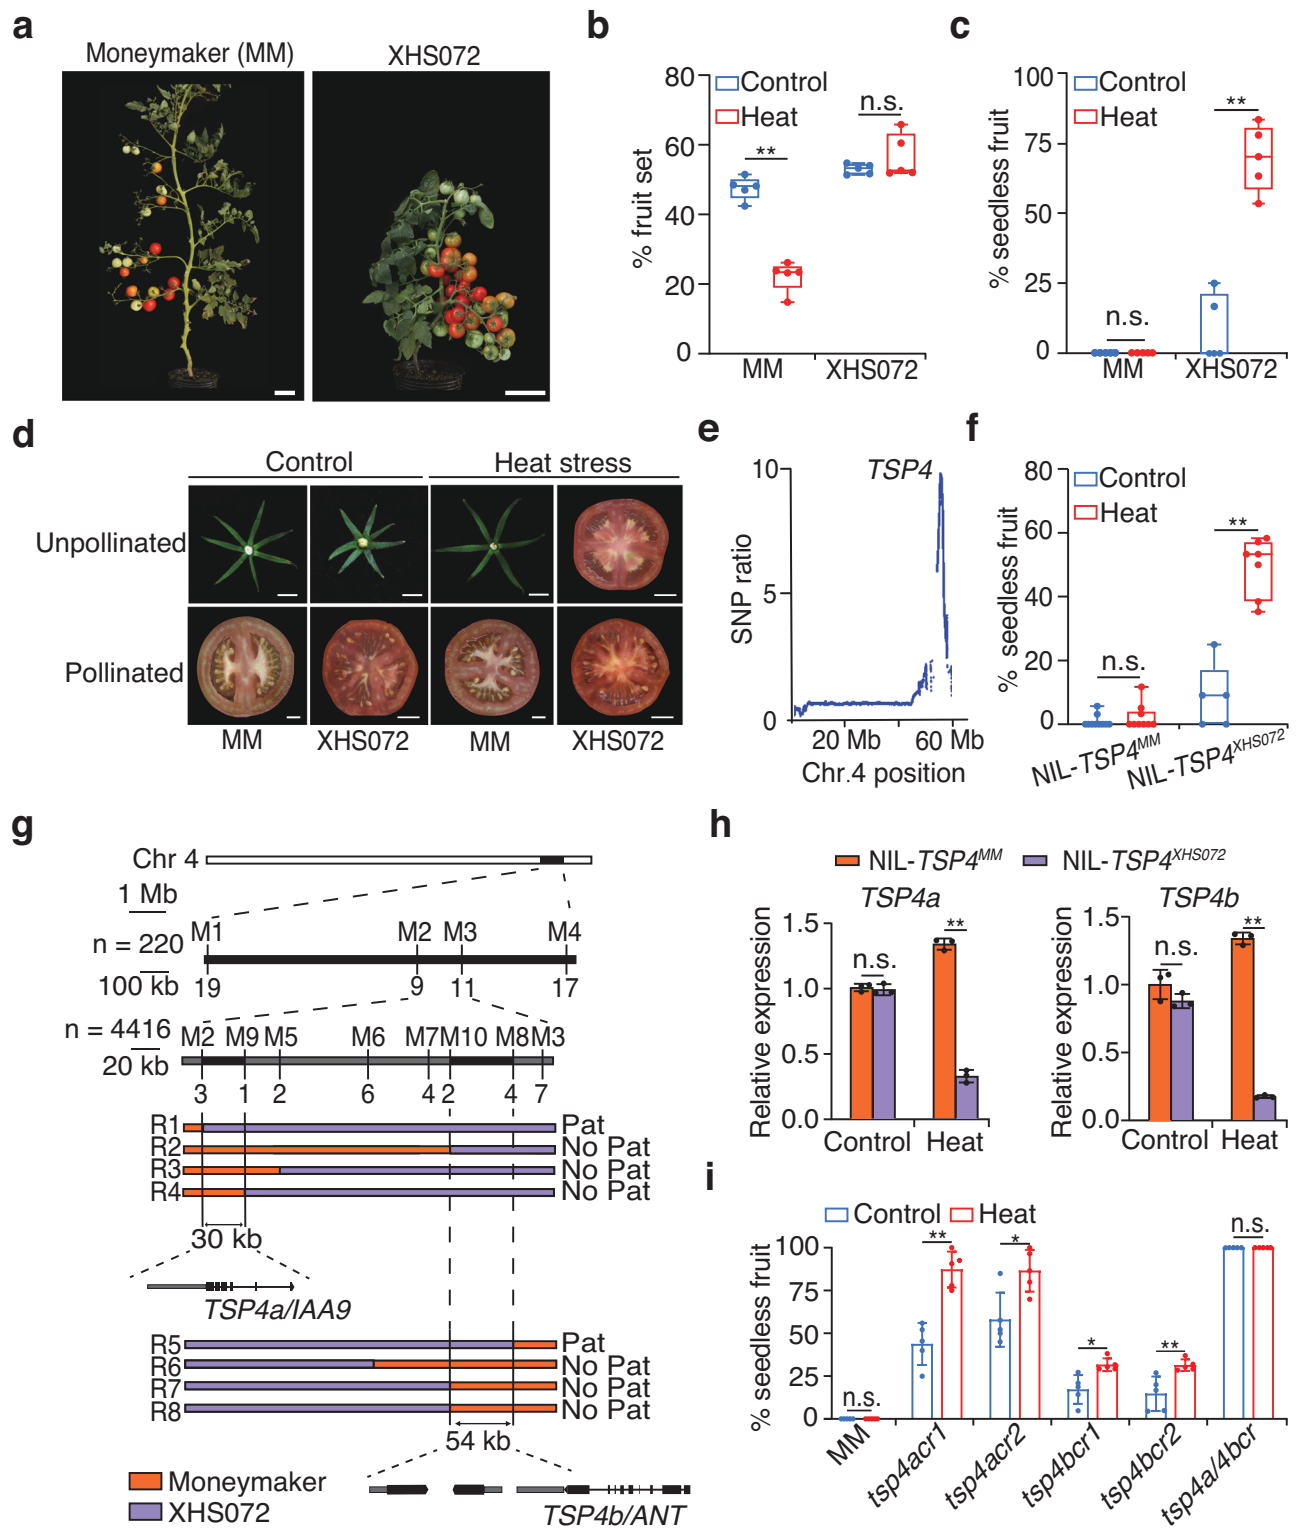 a
Moneymaker (MM)
XHS072
b
80
60
40
20
0
% fruit set
Control
Heat
**
n.s.
MM
XHS072
c
100
75
50
25
0
% seedless fruit
Control
Heat
n.s.
**
MM
XHS072
d
Control
Heat stress
Unpollinated
Pollinated
MM
XHS072
MM
XHS072
e
10
5
0
SNP ratio
TSP4
20 Mb
60 Mb
Chr.4 position
f
80
60
40
20
0
% seedless fruit
Control
Heat
n.s.
**
NIL-TSP4MM
NIL-TSP4XHS072
g
Chr 4
1 Mb
n = 220
M1 M2 M3 M4
100 kb
19 9 11 17
n = 4416
M2 M9 M5 M6 M7 M10 M8 M3
20 kb
3 1 2 6 4 2 4 7
R1 Pat
R2 No Pat
R3 No Pat
R4 No Pat
30 kb
TSP4a/IAA9
R5 Pat
R6 No Pat
R7 No Pat
R8 No Pat
54 kb
TSP4b/ANT
Moneymaker
XHS072
h
NIL-TSP4MM
NIL-TSP4XHS072
TSP4a
1.5
1.0
0.5
0.0
Relative expression
n.s.
**
Control
Heat
TSP4b
1.5
1.0
0.5
0.0
Relative expression
n.s.
**
Control
Heat
i
Control
Heat
100
75
50
25
0
% seedless fruit
n.s.
**
*
*
**
n.s.
MM
tsp4acr1
tsp4acr2
tsp4bcr1
tsp4bcr2
tsp4a/4bcr